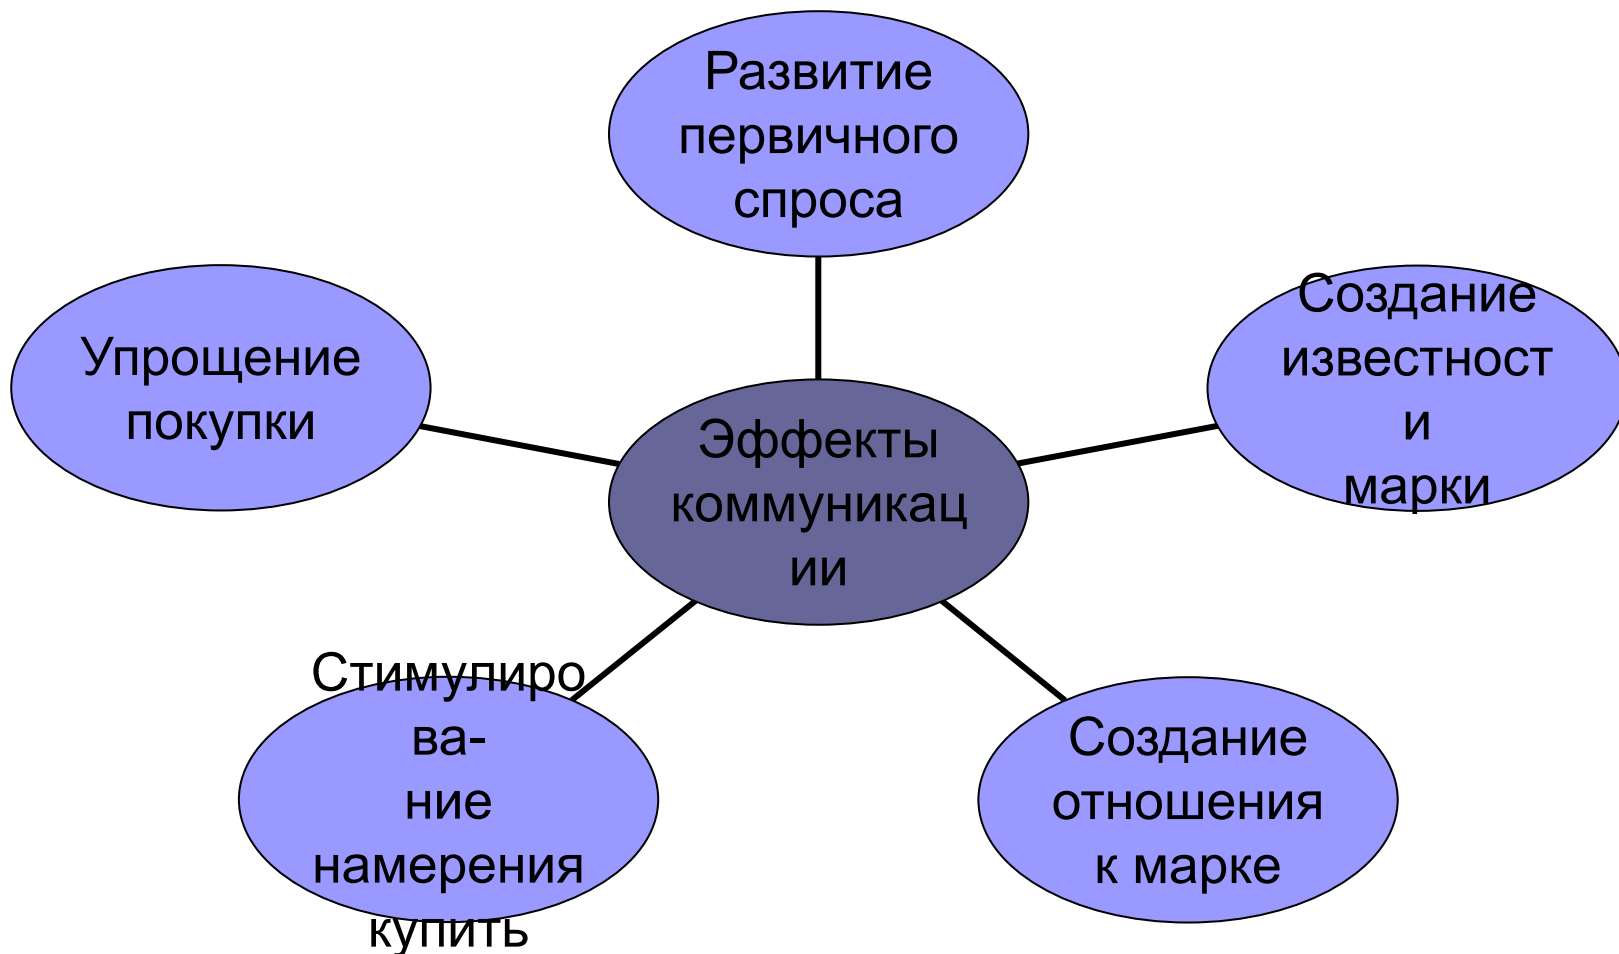 Развитие
первичного
спроса
Создание
известност
и
марки
Упрощение
покупки
Эффекты
коммуникац
ии
Стимулиро
ва-
ние
намерения
купить
Создание
отношения
к марке